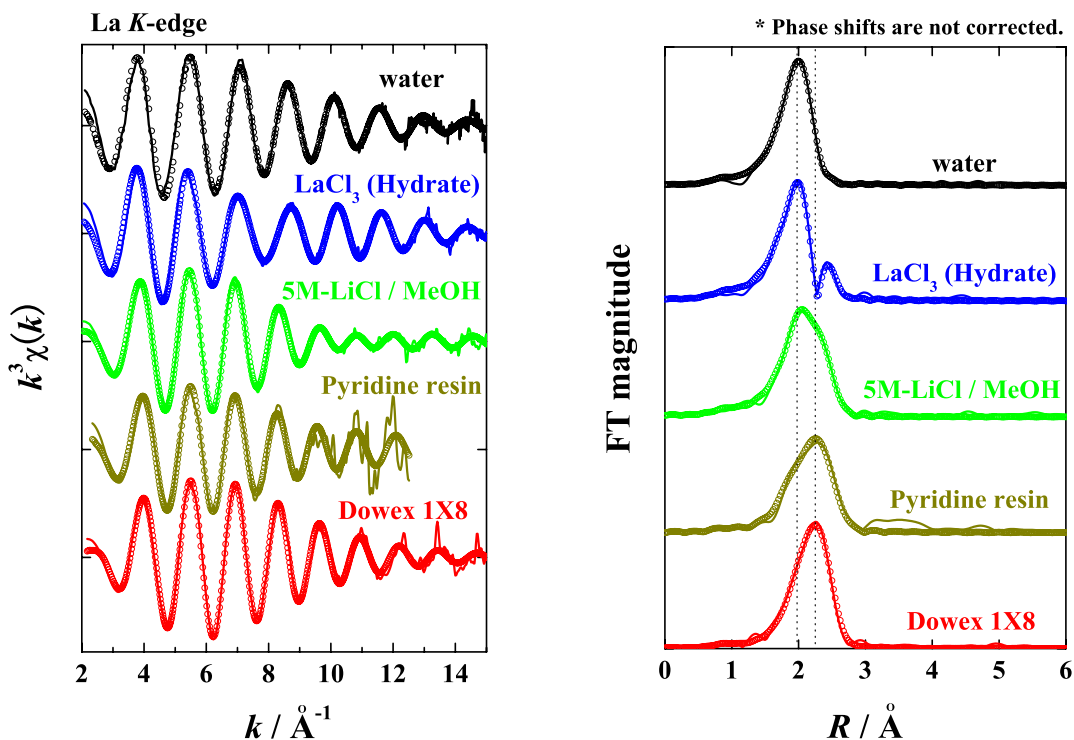 La K-edge
water
LaCl₃ (Hydrate)
5M-LiCl / MeOH
Pyridine resin
Dowex 1X8
k³χ(k)
2 4 6 8 10 12 14
k / Å⁻¹
* Phase shifts are not corrected.
water
LaCl₃ (Hydrate)
5M-LiCl / MeOH
Pyridine resin
Dowex 1X8
FT magnitude
0 1 2 3 4 5 6
R / Å